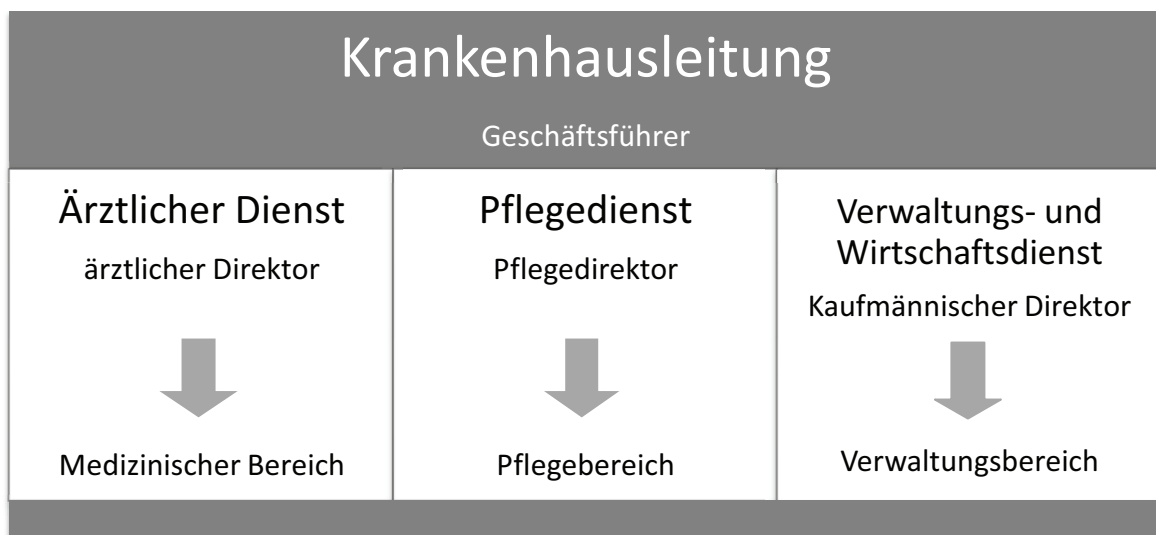 Krankenhausleitung
Geschäftsführer
Ärztlicher Dienst
ärztlicher Direktor
Medizinischer Bereich
Pflegedienst
Pflegedirektor
Pflegebereich
Verwaltungs- und
Wirtschaftsdienst
Kaufmännischer Direktor
Verwaltungsbereich